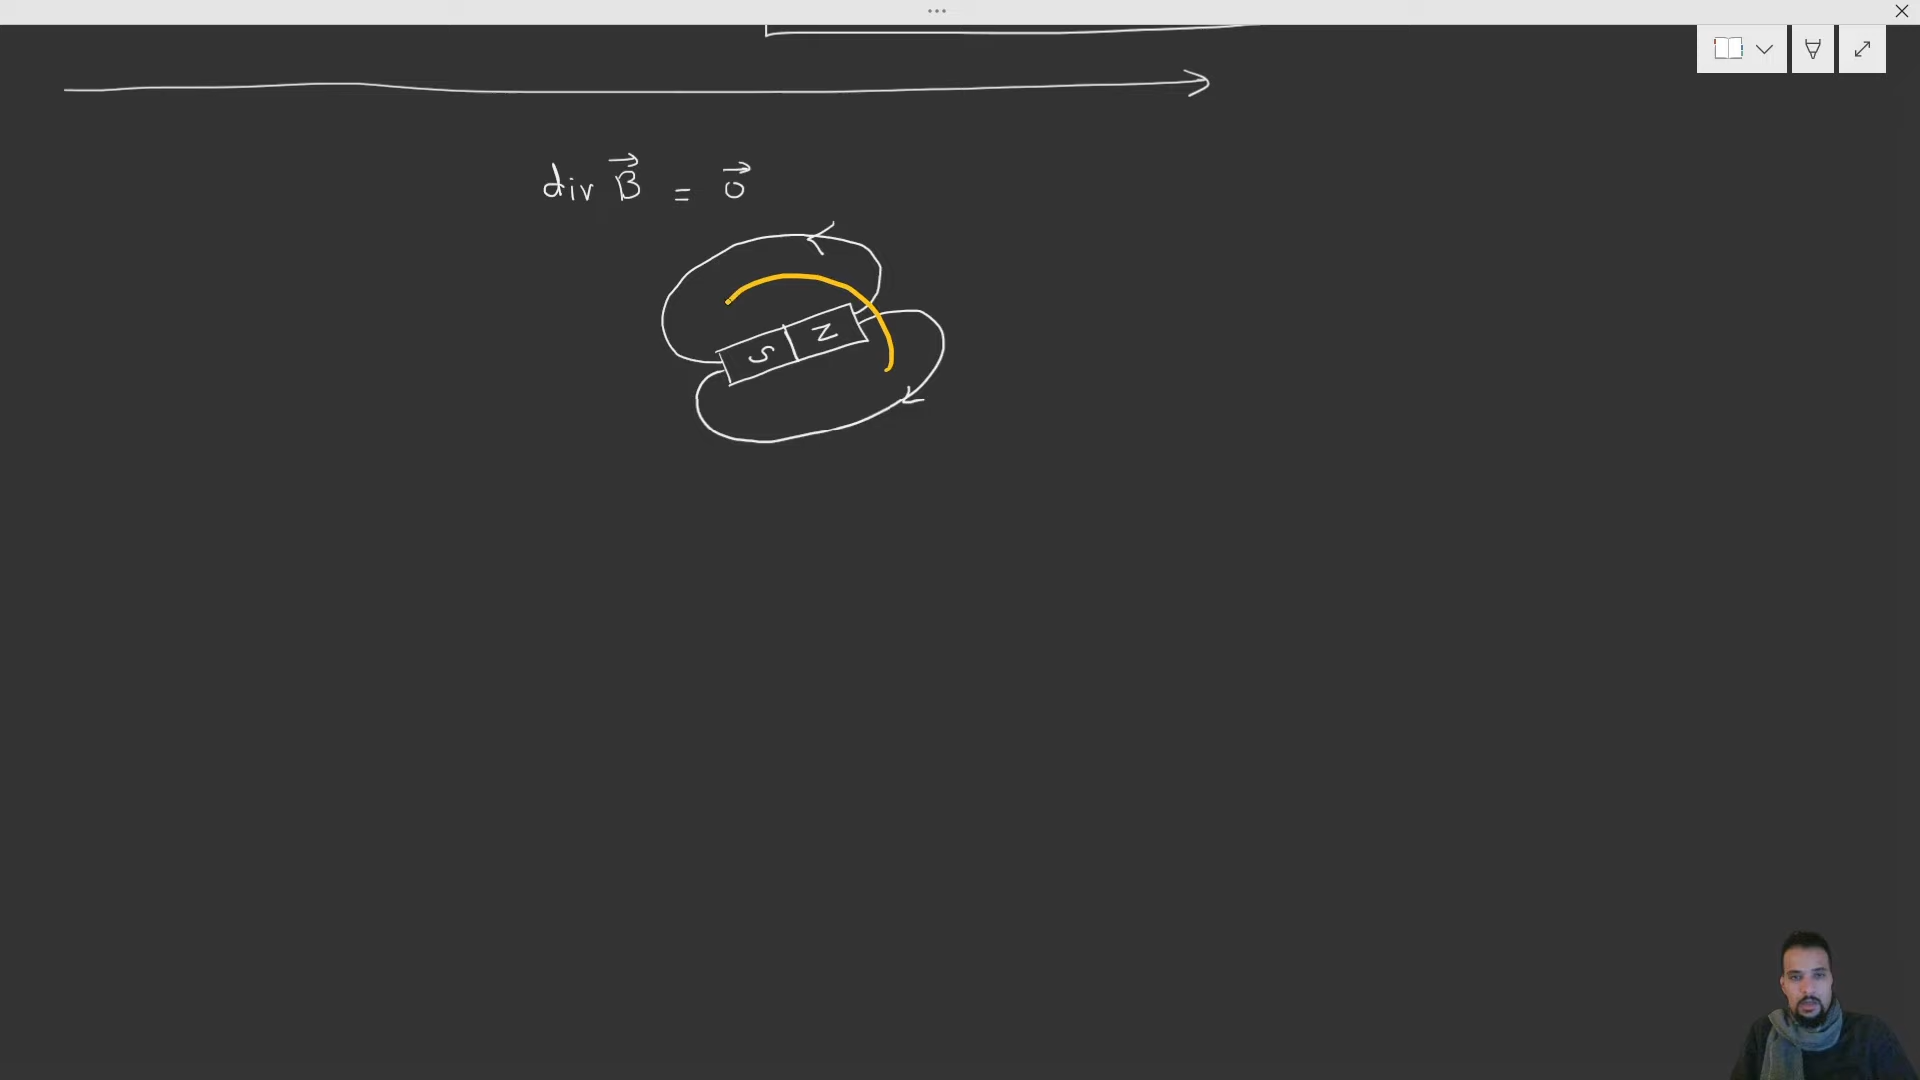 div B⃗ = 0⃗
S N